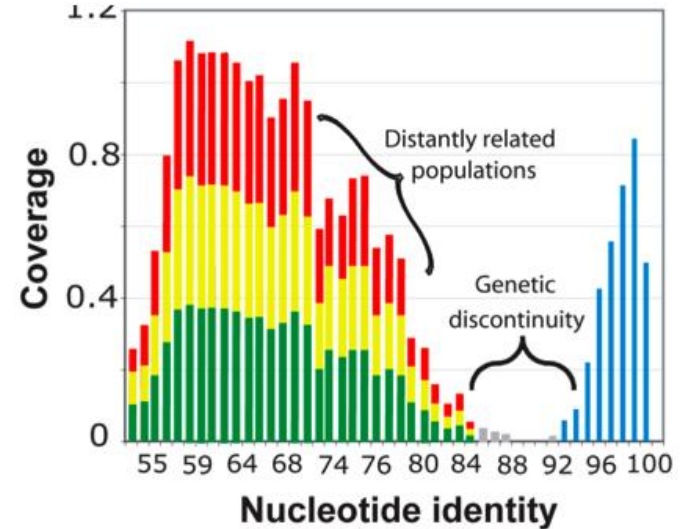 1.2
0.8
0.4
0
Coverage
Distantly related
populations
Genetic
discontinuity
55 59 64 68 74 76 80 84 88 92 96 100
Nucleotide identity